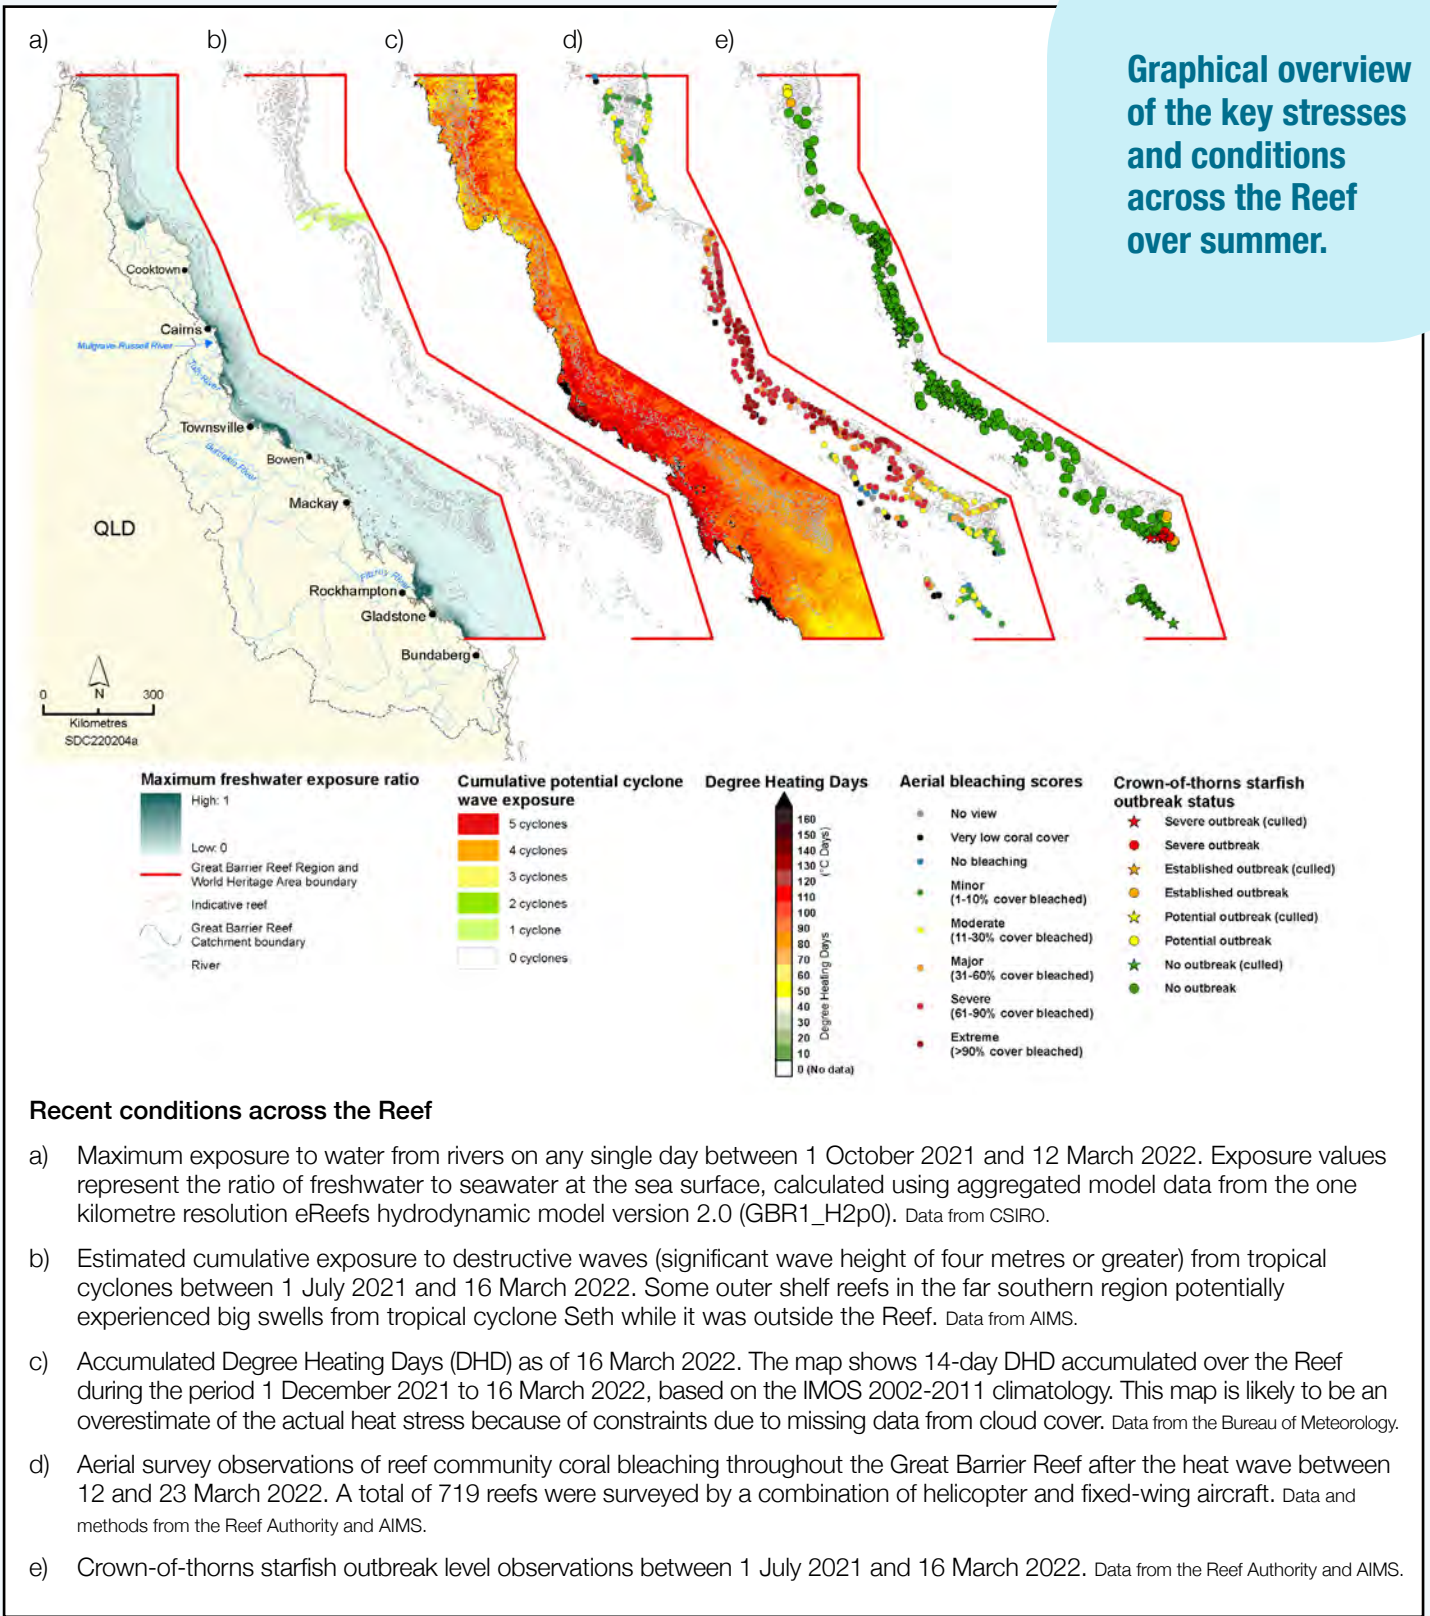 a)
b)
c)
d)
e)
Graphical overview
of the key stresses
and conditions
across the Reef
over summer.
Cooktown
Cairns
Mulgrave-Russell River
Tully River
Townsville
Burdekin River
Bowen
Mackay
QLD
Fitzroy River
Rockhampton
Gladstone
Bundaberg
N
0 300
Kilometres
SDC220204a
Maximum freshwater exposure ratio
High: 1
Low: 0
Great Barrier Reef Region and
World Heritage Area boundary
Indicative reef
Great Barrier Reef
Catchment boundary
River
Cumulative potential cyclone
wave exposure
5 cyclones
4 cyclones
3 cyclones
2 cyclones
1 cyclone
0 cyclones
Degree Heating Days
160
150
140
130
120
110
100
90
80
70
60
50
40
30
20
10
0 (No data)
(°C Days)
Degree Heating Days
Aerial bleaching scores
No view
Very low coral cover
No bleaching
Minor
(1-10% cover bleached)
Moderate
(11-30% cover bleached)
Major
(31-60% cover bleached)
Severe
(61-90% cover bleached)
Extreme
(>90% cover bleached)
Crown-of-thorns starfish
outbreak status
Severe outbreak (culled)
Severe outbreak
Established outbreak (culled)
Established outbreak
Potential outbreak (culled)
Potential outbreak
No outbreak (culled)
No outbreak
Recent conditions across the Reef
a) Maximum exposure to water from rivers on any single day between 1 October 2021 and 12 March 2022. Exposure values
represent the ratio of freshwater to seawater at the sea surface, calculated using aggregated model data from the one
kilometre resolution eReefs hydrodynamic model version 2.0 (GBR1_H2p0). Data from CSIRO.
b) Estimated cumulative exposure to destructive waves (significant wave height of four metres or greater) from tropical
cyclones between 1 July 2021 and 16 March 2022. Some outer shelf reefs in the far southern region potentially
experienced big swells from tropical cyclone Seth while it was outside the Reef. Data from AIMS.
c) Accumulated Degree Heating Days (DHD) as of 16 March 2022. The map shows 14-day DHD accumulated over the Reef
during the period 1 December 2021 to 16 March 2022, based on the IMOS 2002-2011 climatology. This map is likely to be an
overestimate of the actual heat stress because of constraints due to missing data from cloud cover. Data from the Bureau of Meteorology.
d) Aerial survey observations of reef community coral bleaching throughout the Great Barrier Reef after the heat wave between
12 and 23 March 2022. A total of 719 reefs were surveyed by a combination of helicopter and fixed-wing aircraft. Data and
methods from the Reef Authority and AIMS.
e) Crown-of-thorns starfish outbreak level observations between 1 July 2021 and 16 March 2022. Data from the Reef Authority and AIMS.